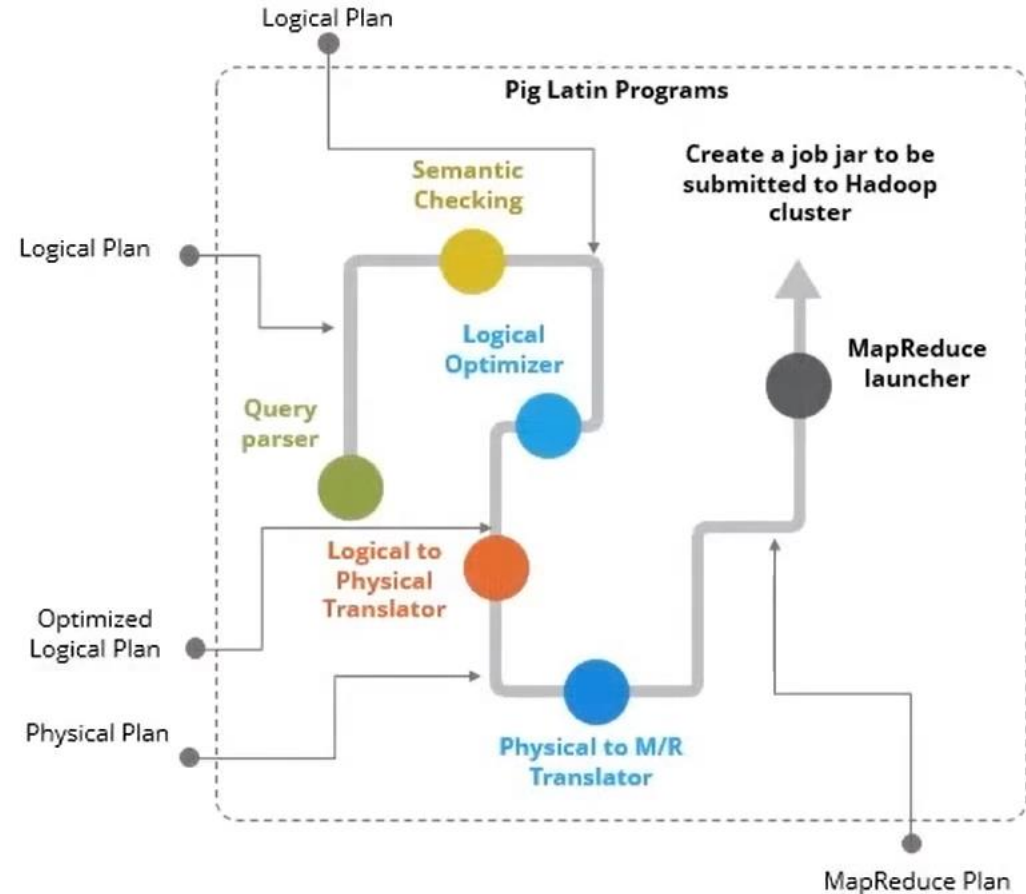 Logical Plan
Pig Latin Programs
Create a job jar to be
submitted to Hadoop
cluster
Semantic
Checking
Logical Plan
Logical
Optimizer
MapReduce
launcher
Query
parser
Logical to
Physical
Translator
Optimized
Logical Plan
Physical Plan
Physical to M/R
Translator
MapReduce Plan